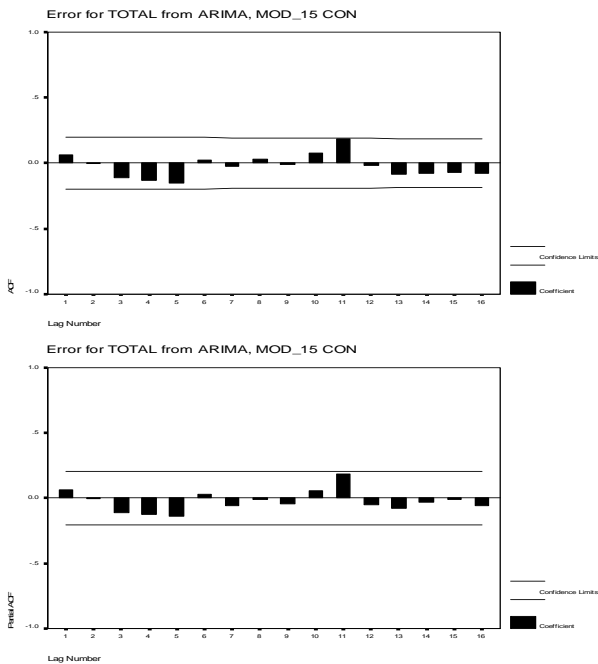 Error for TOTAL from ARIMA, MOD_15 CON
1.0
.5
0.0
-.5
-1.0
ACF
1 2 3 4 5 6 7 8 9 10 11 12 13 14 15 16
Lag Number
Confidence Limits
Coefficient
Error for TOTAL from ARIMA, MOD_15 CON
1.0
.5
0.0
-.5
-1.0
Partial ACF
1 2 3 4 5 6 7 8 9 10 11 12 13 14 15 16
Lag Number
Confidence Limits
Coefficient